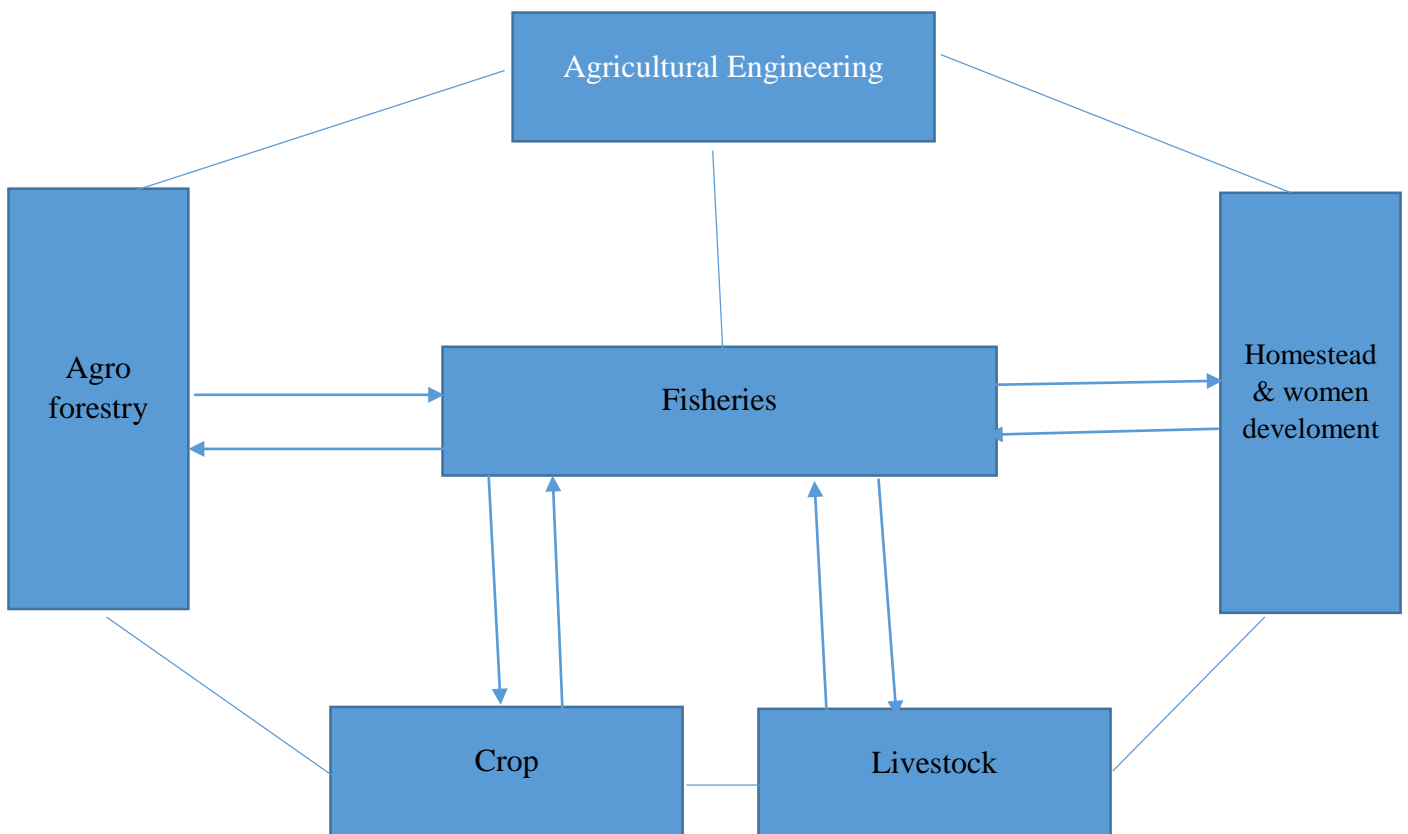 Agricultural Engineering
Agro
forestry
Fisheries
Homestead
& women
develoment
Crop
Livestock